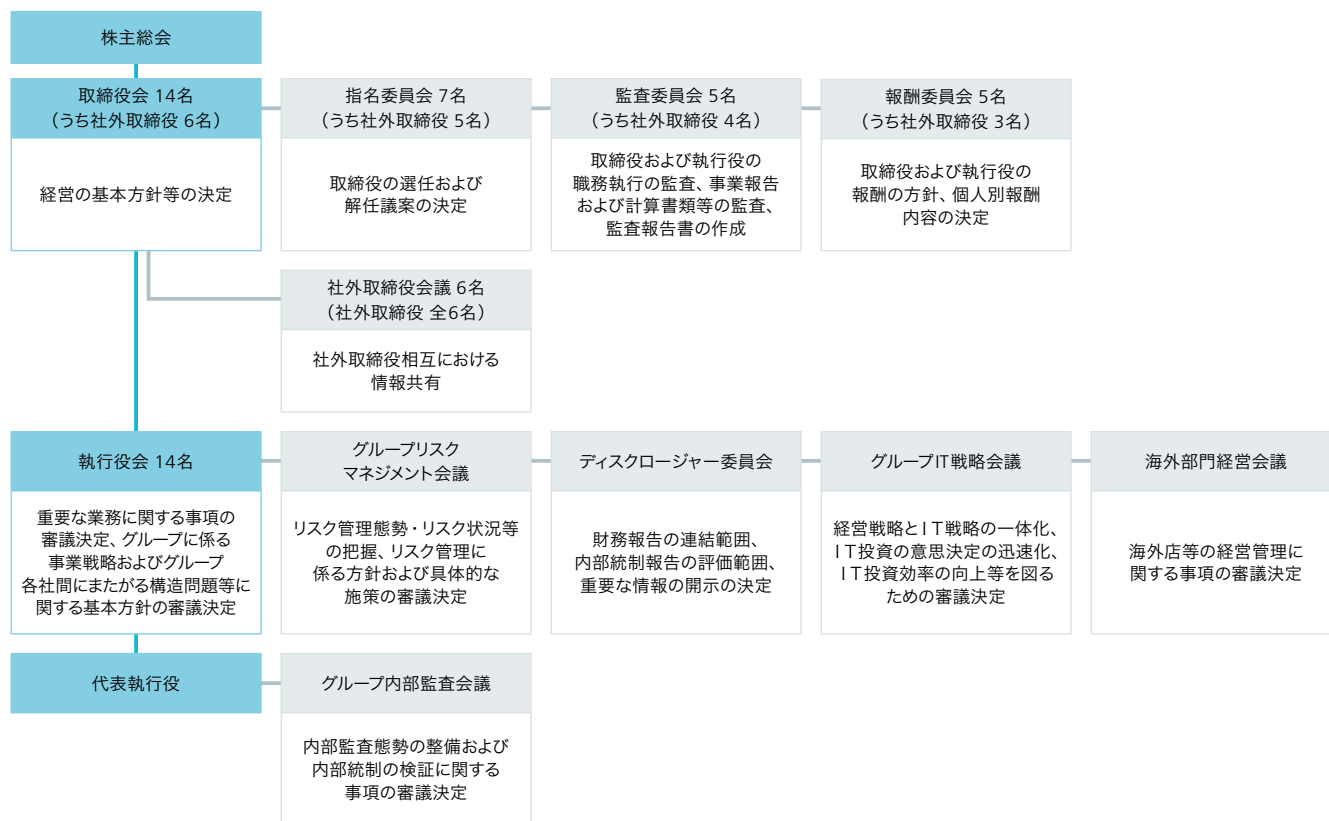 株主総会
取締役会 14名
（うち社外取締役 6名）
経営の基本方針等の決定
指名委員会 7名
（うち社外取締役 5名）
取締役の選任および
解任議案の決定
監査委員会 5名
（うち社外取締役 4名）
取締役および執行役の
職務執行の監査、事業報告
および計算書類等の監査、
監査報告書の作成
報酬委員会 5名
（うち社外取締役 3名）
取締役および執行役の
報酬の方針、個人別報酬
内容の決定
社外取締役会議 6名
（社外取締役 全6名）
社外取締役相互における
情報共有
執行役会 14名
重要な業務に関する事項の
審議決定、グループに係る
事業戦略およびグループ
各社間にまたがる構造問題等に
関する基本方針の審議決定
グループリスク
マネジメント会議
リスク管理態勢・リスク状況等
の把握、リスク管理に
係る方針および具体的な
施策の審議決定
ディスクロージャー委員会
財務報告の連結範囲、
内部統制報告の評価範囲、
重要な情報の開示の決定
グループIT戦略会議
経営戦略とＩＴ戦略の一体化、
ＩＴ投資の意思決定の迅速化、
ＩＴ投資効率の向上等を図る
ための審議決定
海外部門経営会議
海外店等の経営管理に
関する事項の審議決定
代表執行役
グループ内部監査会議
内部監査態勢の整備および
内部統制の検証に関する
事項の審議決定